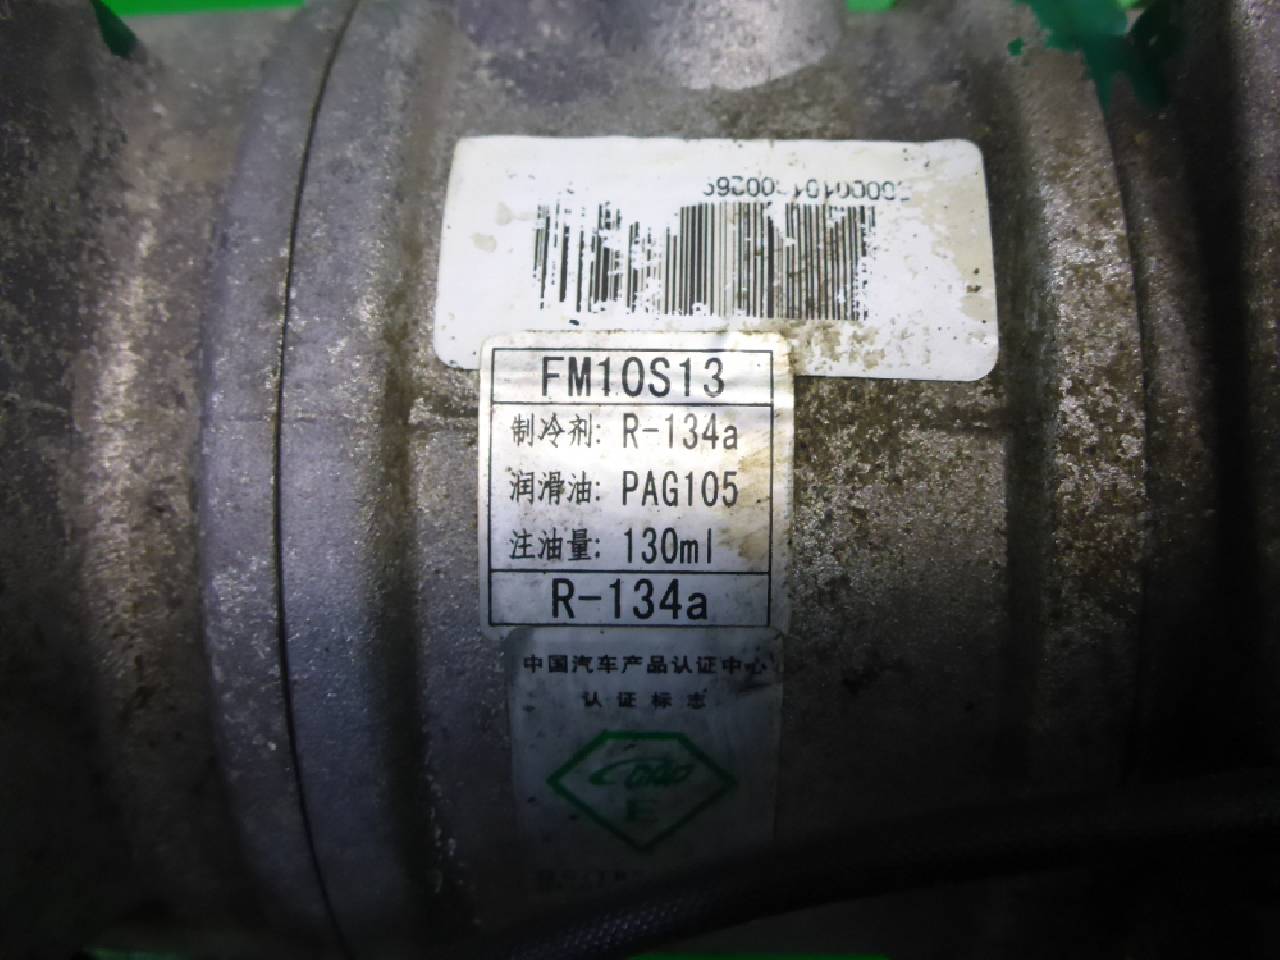 FM10S13
制冷剂: R-134a
润滑油: PAG105
注油量: 130ml
R-134a
中国汽车产品认证中心
认证标志
E